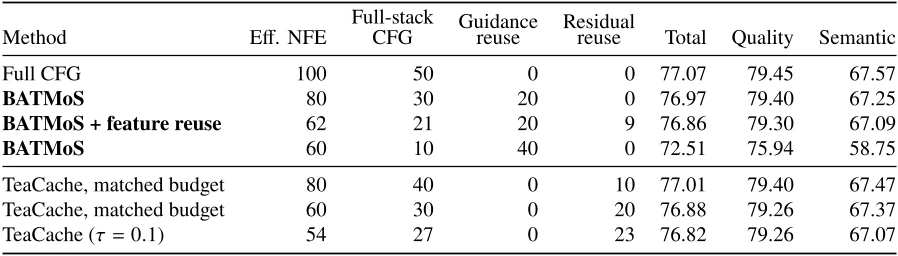 Method Eff. NFE Full-stack CFG Guidance reuse Residual reuse Total Quality Semantic
Full CFG 100 50 0 0 77.07 79.45 67.57
BATMoS 80 30 20 0 76.97 79.40 67.25
BATMoS + feature reuse 62 21 20 9 76.86 79.30 67.09
BATMoS 60 10 40 0 72.51 75.94 58.75
TeaCache, matched budget 80 40 0 10 77.01 79.40 67.47
TeaCache, matched budget 60 30 0 20 76.88 79.26 67.37
TeaCache (τ = 0.1) 54 27 0 23 76.82 79.26 67.07